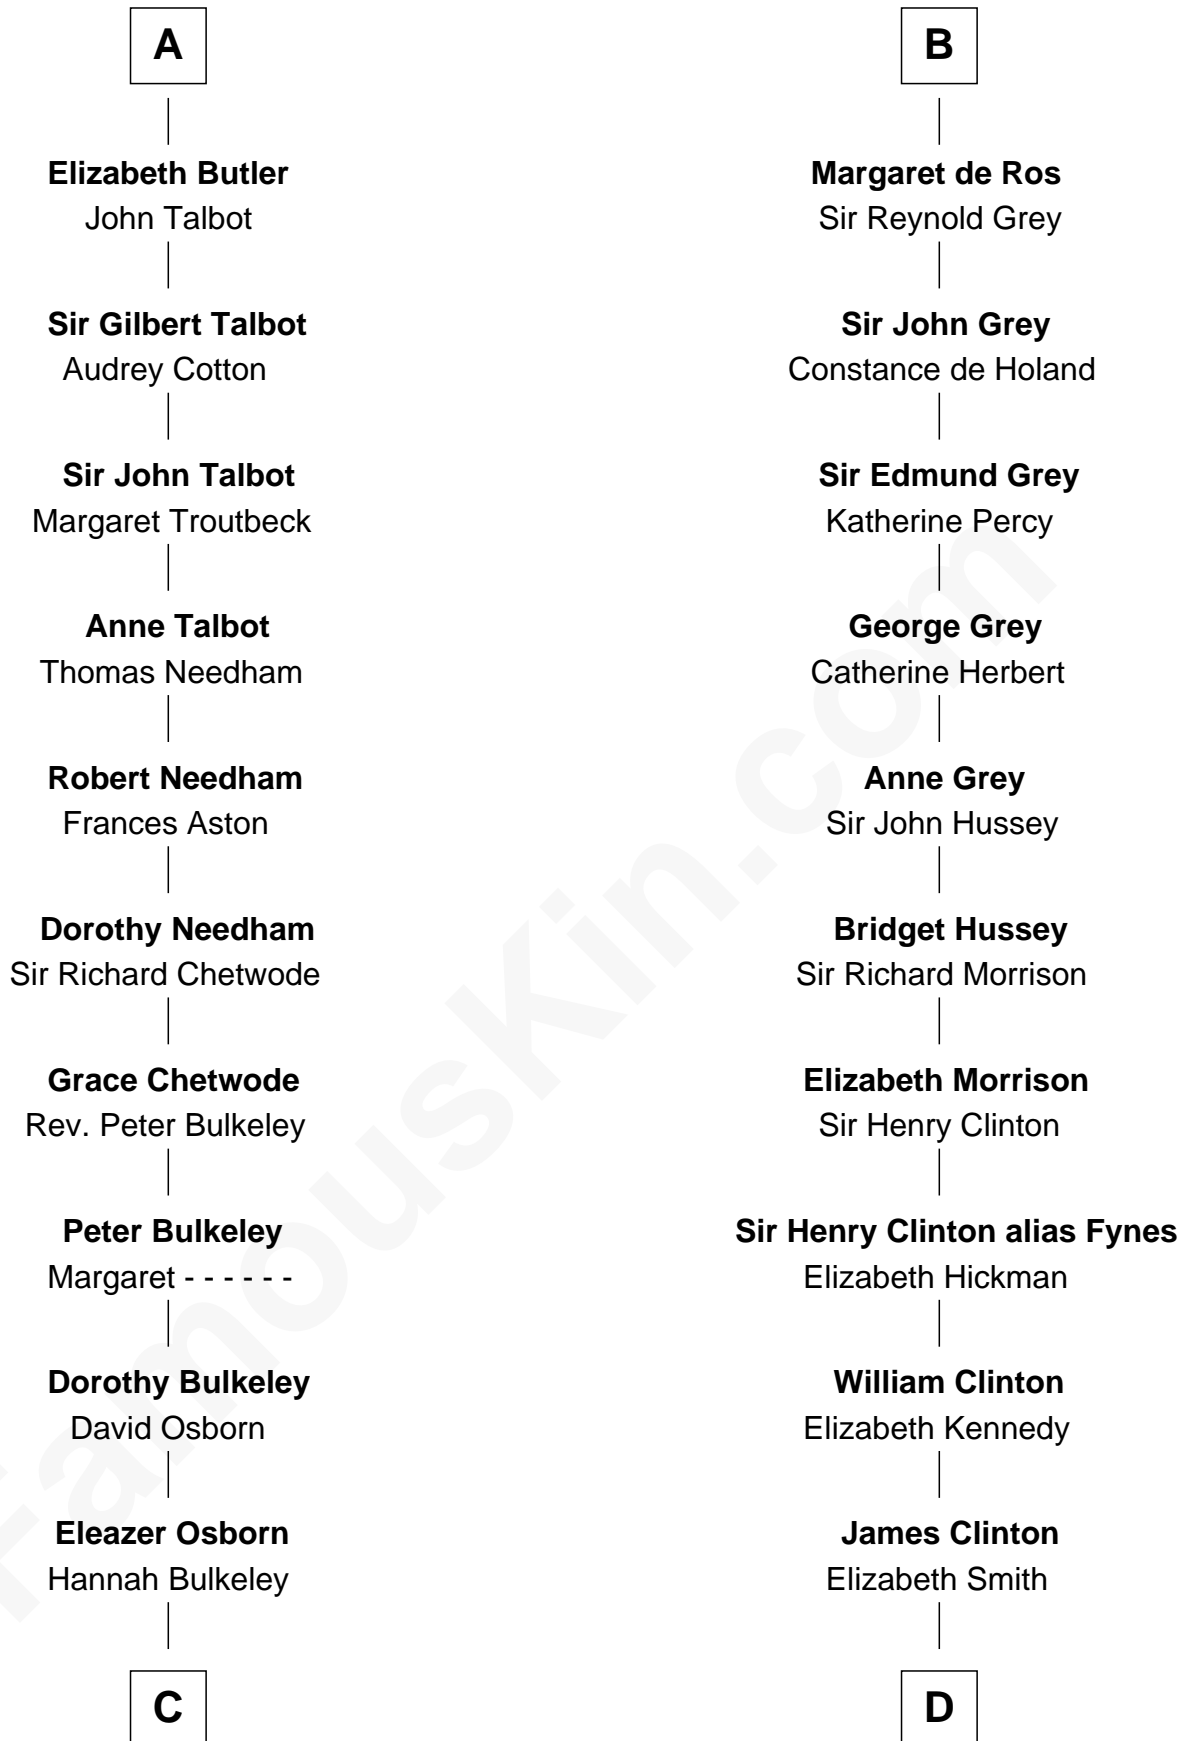 A
Elizabeth Butler
John Talbot
Sir Gilbert Talbot
Audrey Cotton
Sir John Talbot
Margaret Troutbeck
Anne Talbot
Thomas Needham
Robert Needham
Frances Aston
Dorothy Needham
Sir Richard Chetwode
Grace Chetwode
Rev. Peter Bulkeley
Peter Bulkeley
Margaret - - - - - -
Dorothy Bulkeley
David Osborn
Eleazer Osborn
Hannah Bulkeley
C
B
Margaret de Ros
Sir Reynold Grey
Sir John Grey
Constance de Holand
Sir Edmund Grey
Katherine Percy
George Grey
Catherine Herbert
Anne Grey
Sir John Hussey
Bridget Hussey
Sir Richard Morrison
Elizabeth Morrison
Sir Henry Clinton
Sir Henry Clinton alias Fynes
Elizabeth Hickman
William Clinton
Elizabeth Kennedy
James Clinton
Elizabeth Smith
D
FamousKin.com